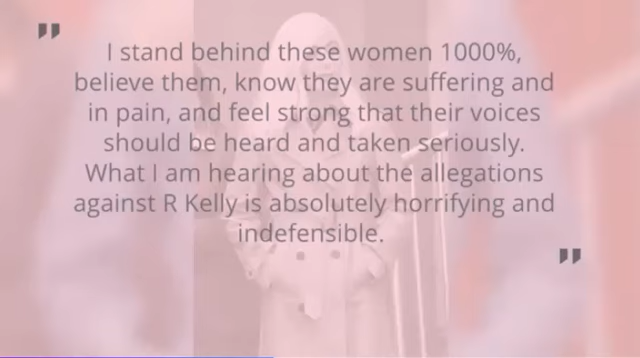 "
I stand behind these women 1000%,
believe them, know they are suffering and
in pain, and feel strong that their voices
should be heard and taken seriously.
What I am hearing about the allegations
against R Kelly is absolutely horrifying and
indefensible.
"